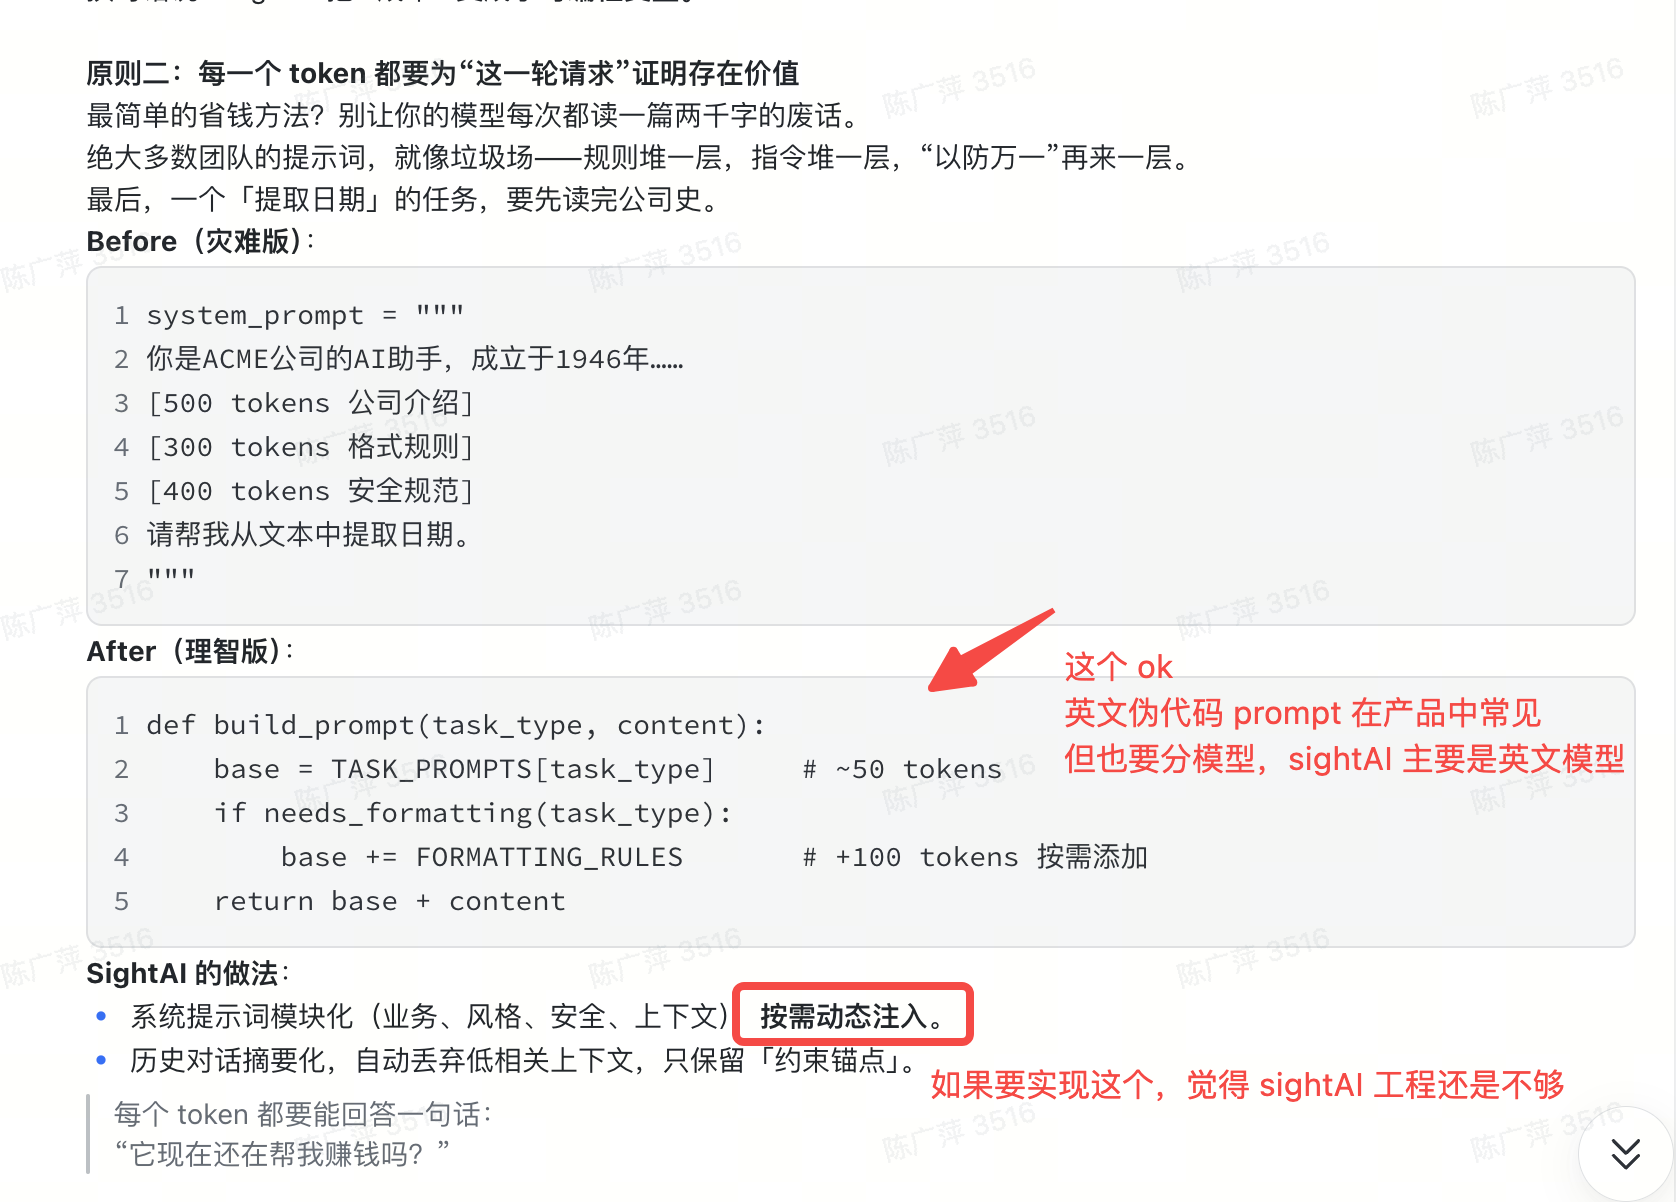 原则二：每一个 token 都要为“这一轮请求”证明存在价值
最简单的省钱方法？别让你的模型每次都读一篇两千字的废话。
绝大多数团队的提示词，就像垃圾场——规则堆一层，指令堆一层，“以防万一”再来一层。
最后，一个「提取日期」的任务，要先读完公司史。
Before（灾难版）：
1 system_prompt = """
2 你是ACME公司的AI助手，成立于1946年……
3 [500 tokens 公司介绍]
4 [300 tokens 格式规则]
5 [400 tokens 安全规范]
6 请帮我从文本中提取日期。
7 """
After（理智版）：
这个 ok
英文伪代码 prompt 在产品中常见
但也要分模型，sightAI 主要是英文模型
1 def build_prompt(task_type, content):
2     base = TASK_PROMPTS[task_type]     # ~50 tokens
3     if needs_formatting(task_type):
4         base += FORMATTING_RULES       # +100 tokens 按需添加
5     return base + content
SightAI 的做法：
系统提示词模块化（业务、风格、安全、上下文） 按需动态注入。
历史对话摘要化，自动丢弃低相关上下文，只保留「约束锚点」。
如果要实现这个，觉得 sightAI 工程还是不够
每个 token 都要能回答一句话：
“它现在还在帮我赚钱吗？”
陈广萍 3516